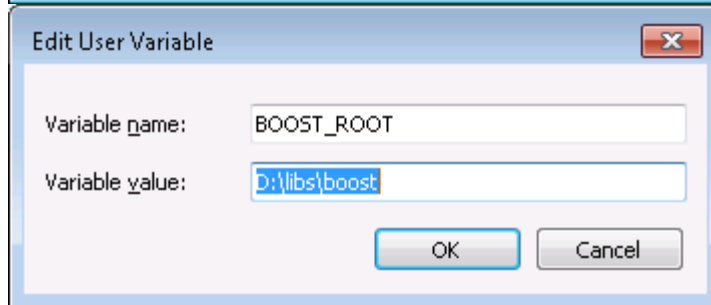 Edit User Variable
Variable name: BOOST_ROOT
Variable value: D:\libs\boost
OK Cancel